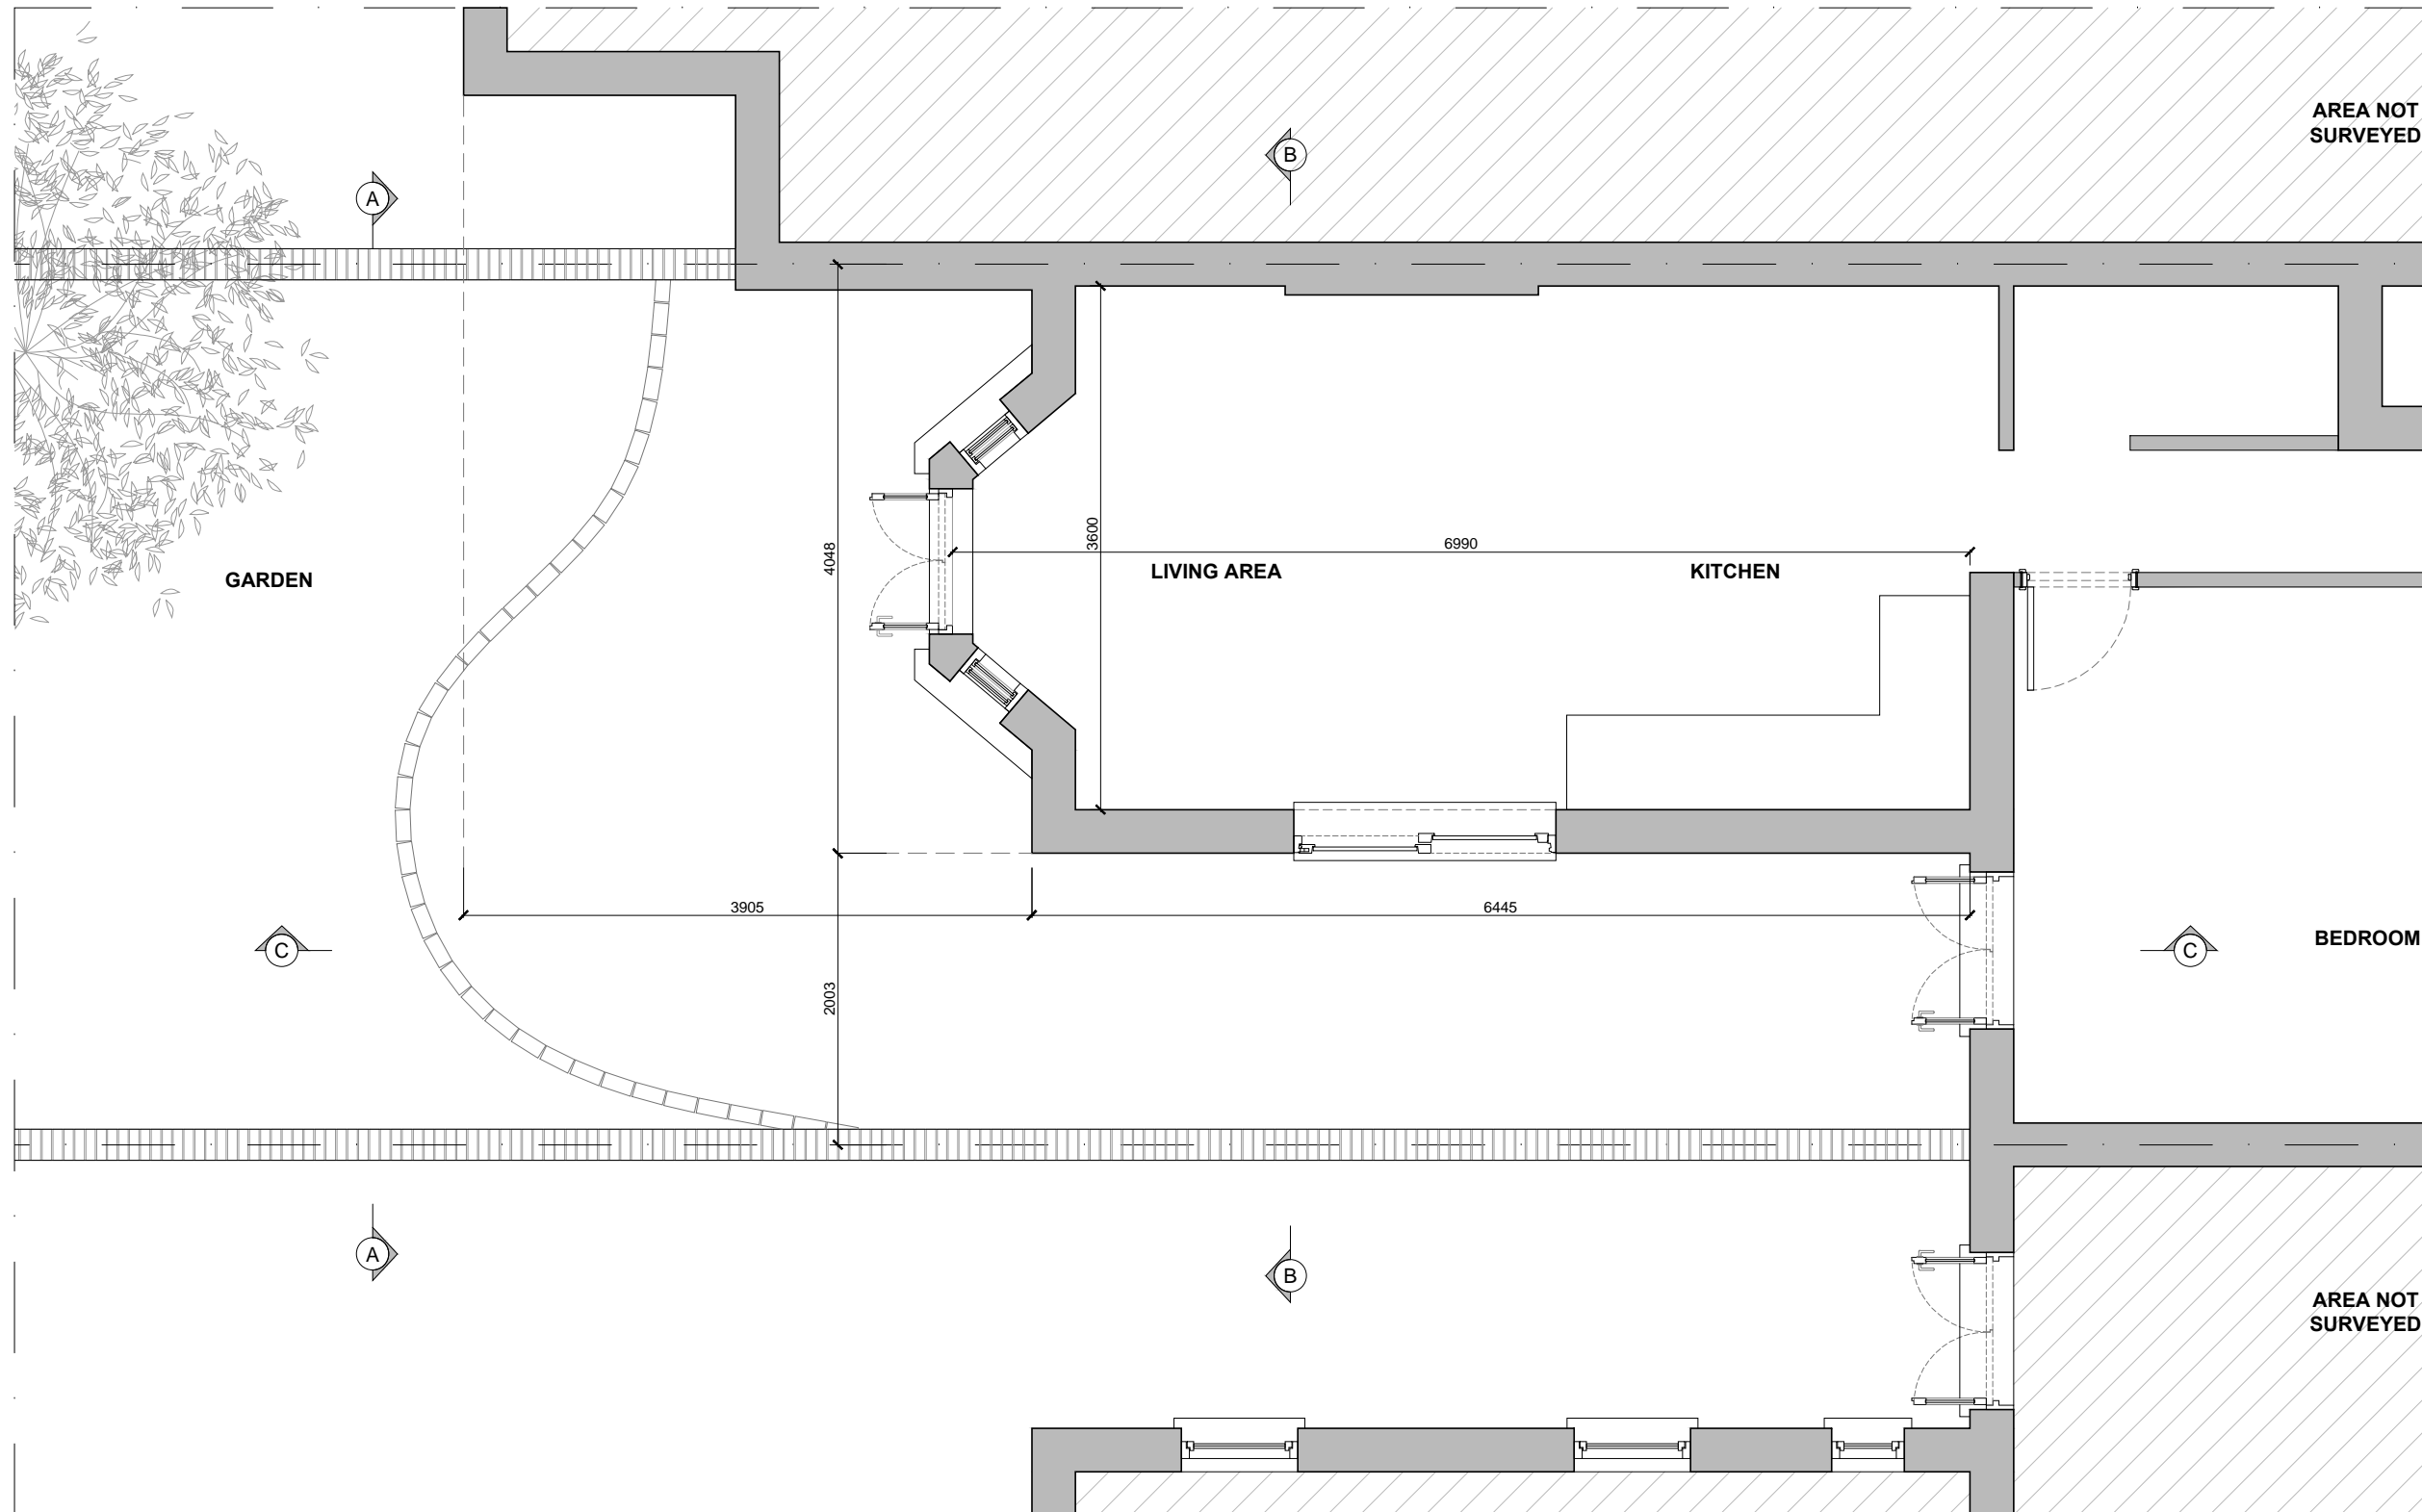 AREA NOT
SURVEYED
B
A
3600
6990
4048
LIVING AREA
KITCHEN
GARDEN
3905
6445
BEDROOM
C
C
2003
A
B
AREA NOT
SURVEYED